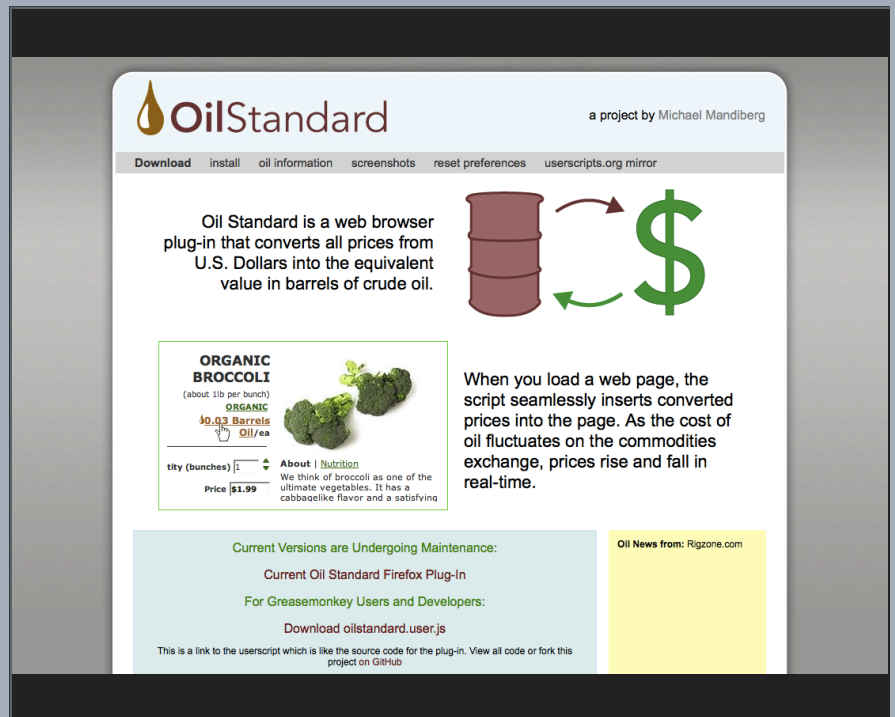 OilStandard
a project by Michael Mandiberg
Download install oil information screenshots reset preferences userscripts.org mirror
Oil Standard is a web browser
plug-in that converts all prices from
U.S. Dollars into the equivalent
value in barrels of crude oil.
$
ORGANIC
BROCCOLI
(about 1lb per bunch)
ORGANIC
0.03 Barrels
Oil/ea
tity (bunches) 1
Price $1.99
About | Nutrition
We think of broccoli as one of the
ultimate vegetables. It has a
cabbagelike flavor and a satisfying
When you load a web page, the
script seamlessly inserts converted
prices into the page. As the cost of
oil fluctuates on the commodities
exchange, prices rise and fall in
real-time.
Current Versions are Undergoing Maintenance:
Current Oil Standard Firefox Plug-In
For Greasemonkey Users and Developers:
Download oilstandard.user.js
This is a link to the userscript which is like the source code for the plug-in. View all code or fork this
project on GitHub
Oil News from: Rigzone.com